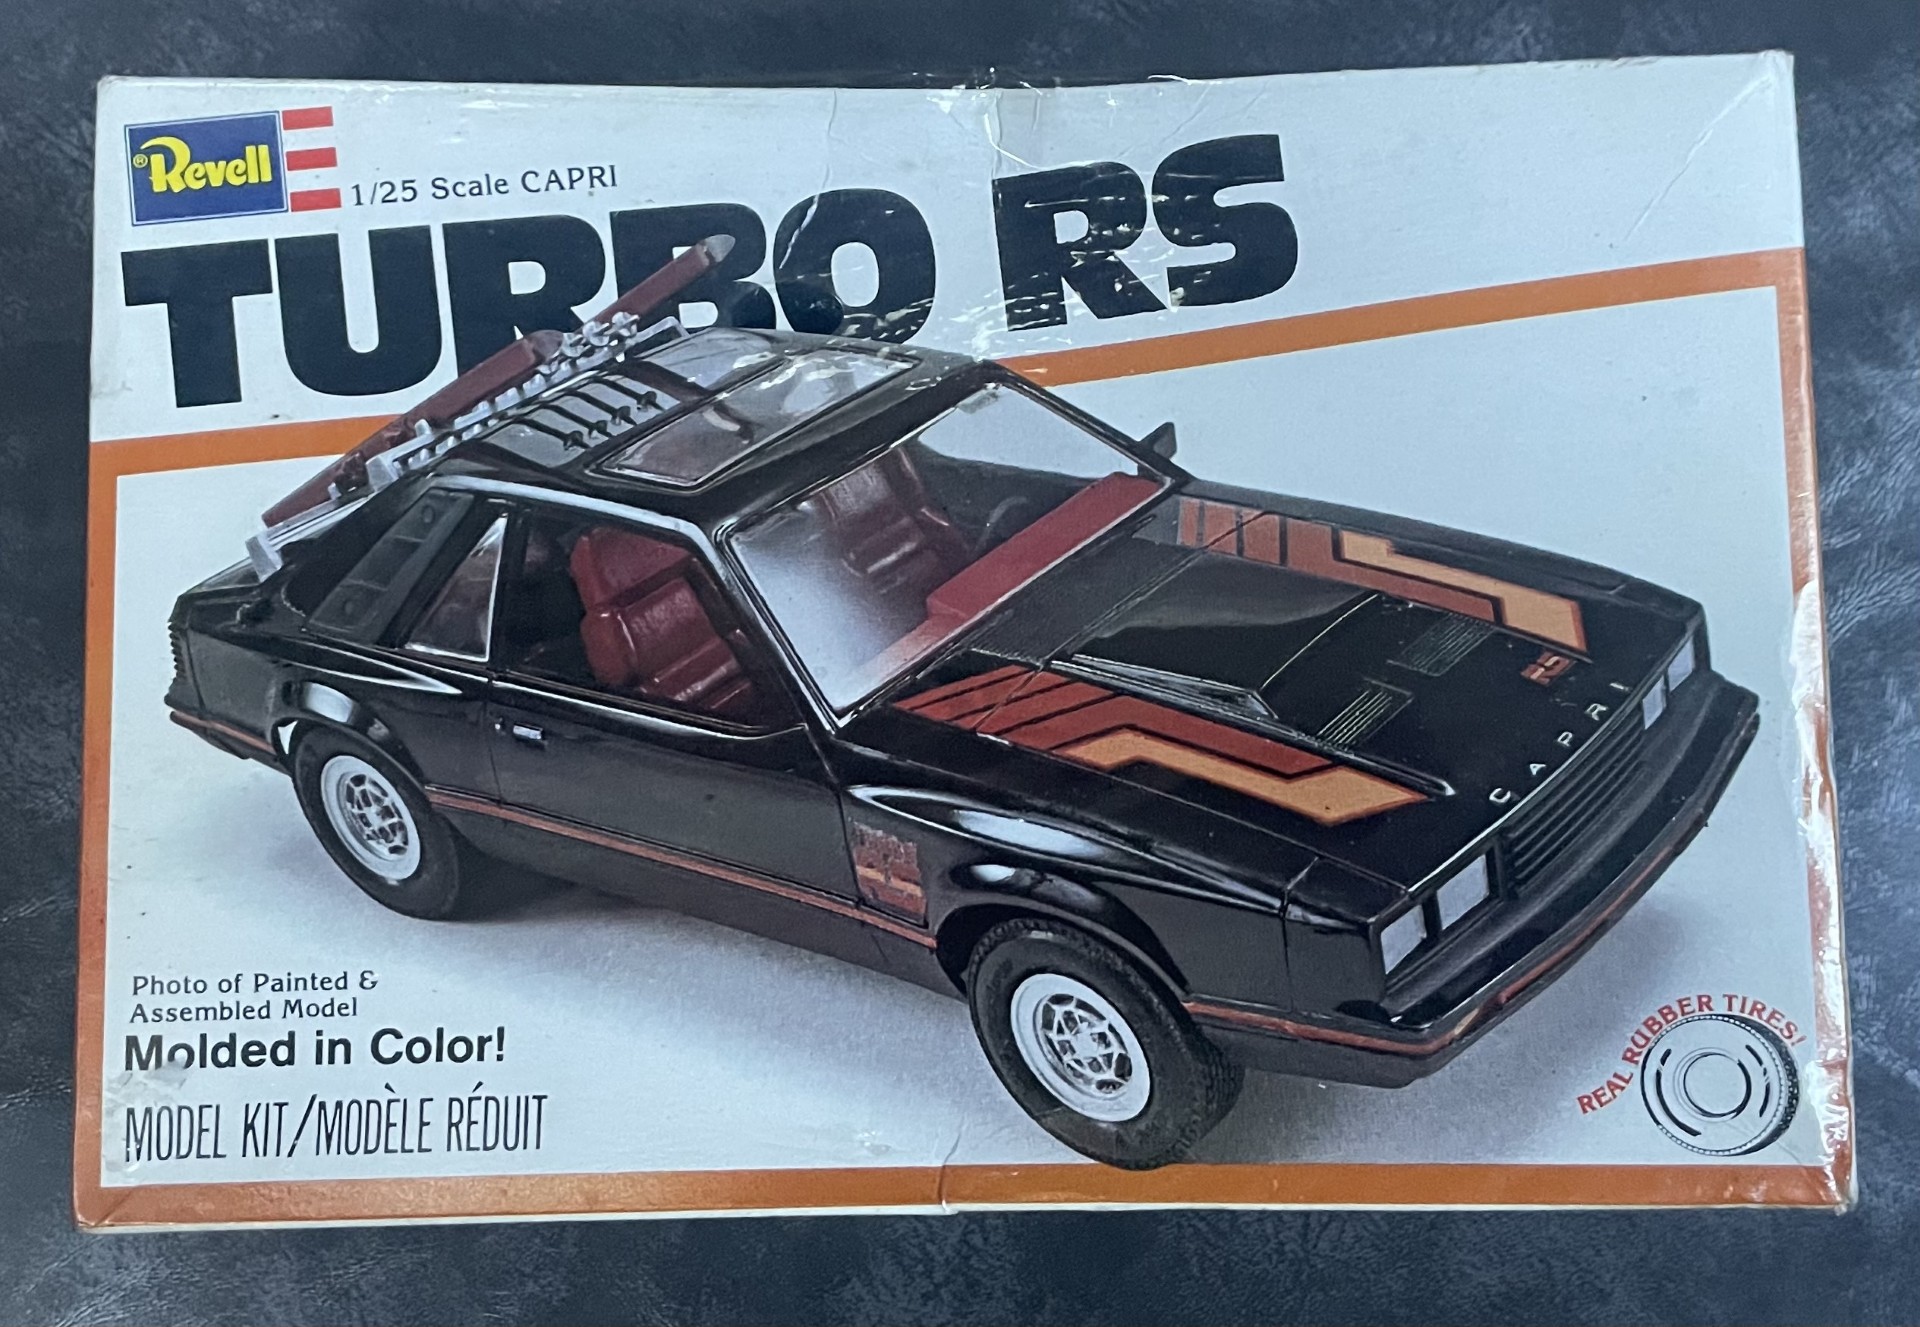 ®Revell
1/25 Scale CAPRI
TURBO RS
RS
CAPRI
Photo of Painted &
Assembled Model
Molded in Color!
MODEL KIT/MODÈLE RÉDUIT
REAL RUBBER TIRES!